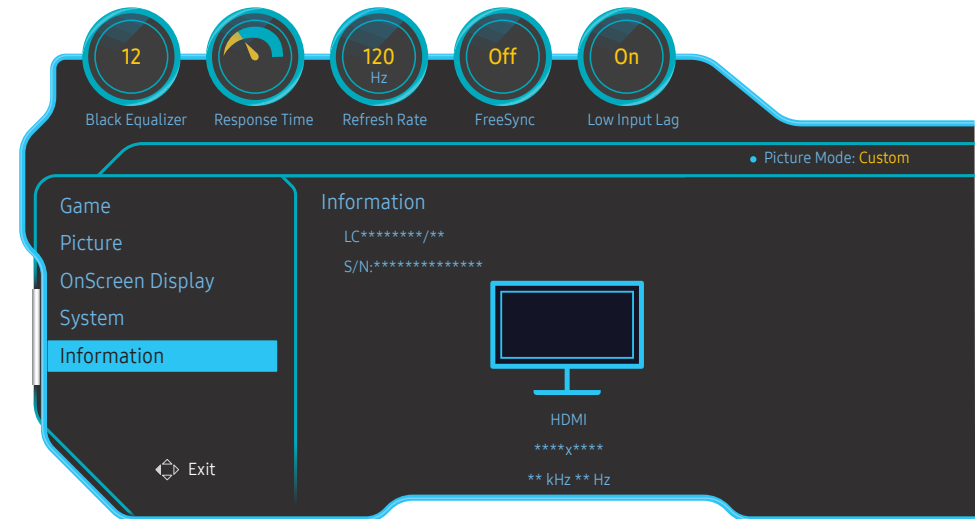 12
120
Hz
Off
On
Black Equalizer
Response Time
Refresh Rate
FreeSync
Low Input Lag
Picture Mode: Custom
Game
Picture
OnScreen Display
System
Information
Exit
Information
LC********/**
S/N:**************
HDMI
****x****
** kHz ** Hz